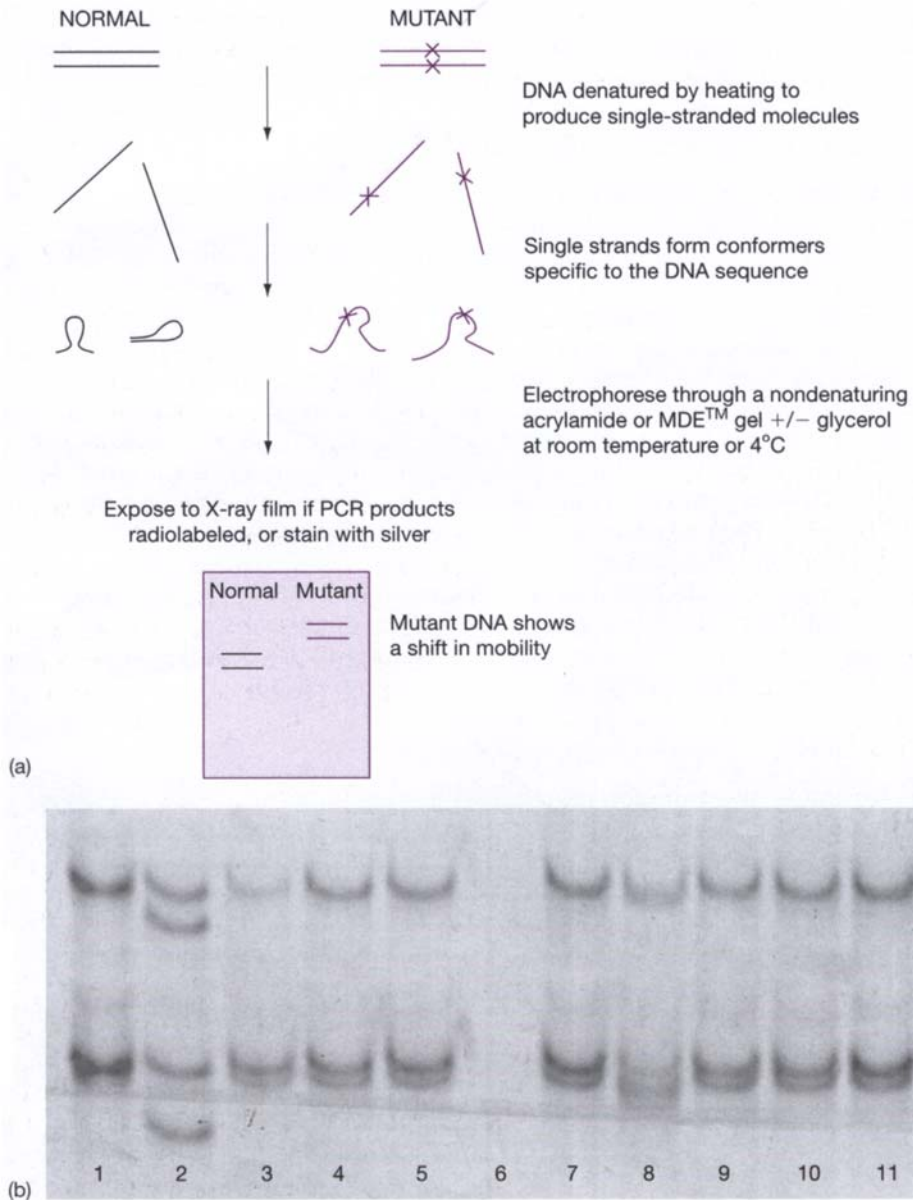 NORMAL
MUTANT
DNA denatured by heating to
produce single-stranded molecules
Single strands form conformers
specific to the DNA sequence
Electrophorese through a nondenaturing
acrylamide or MDE™ gel +/− glycerol
at room temperature or 4°C
Expose to X-ray film if PCR products
radiolabeled, or stain with silver
Normal Mutant
Mutant DNA shows
a shift in mobility
(a)
1 2 3 4 5 6 7 8 9 10 11
(b)